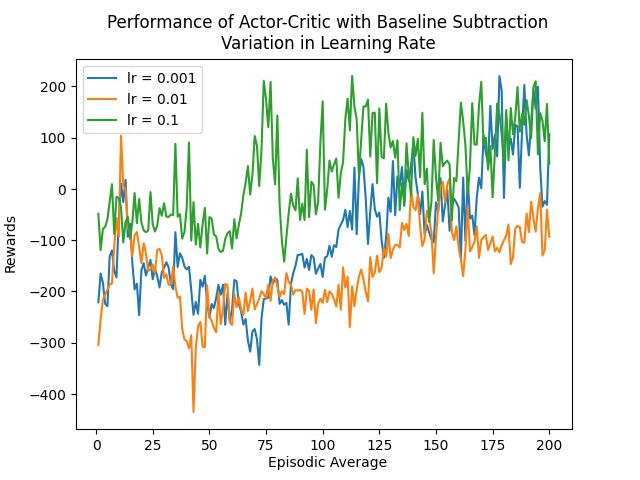 Performance of Actor-Critic with Baseline Subtraction
Variation in Learning Rate
lr = 0.001
lr = 0.01
lr = 0.1
Rewards
200
100
0
−100
−200
−300
−400
0
25
50
75
100
125
150
175
200
Episodic Average